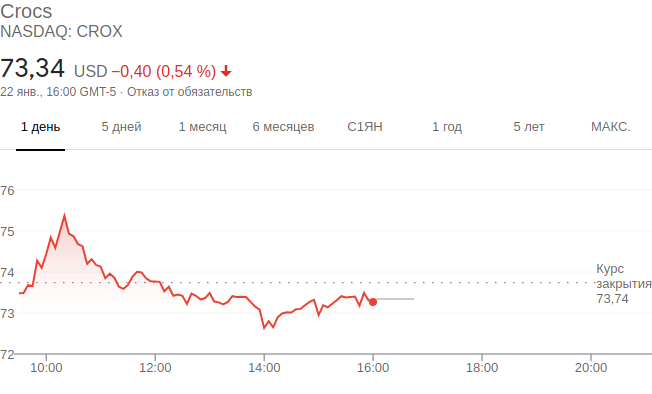 Crocs
NASDAQ: CROX
73,34 USD −0,40 (0,54 %)
22 янв., 16:00 GMT-5 · Отказ от обязательств
1 день 5 дней 1 месяц 6 месяцев С1ЯН 1 год 5 лет МАКС.
76
75
74
73
72
Курс
закрытия
73,74
10:00 12:00 14:00 16:00 18:00 20:00